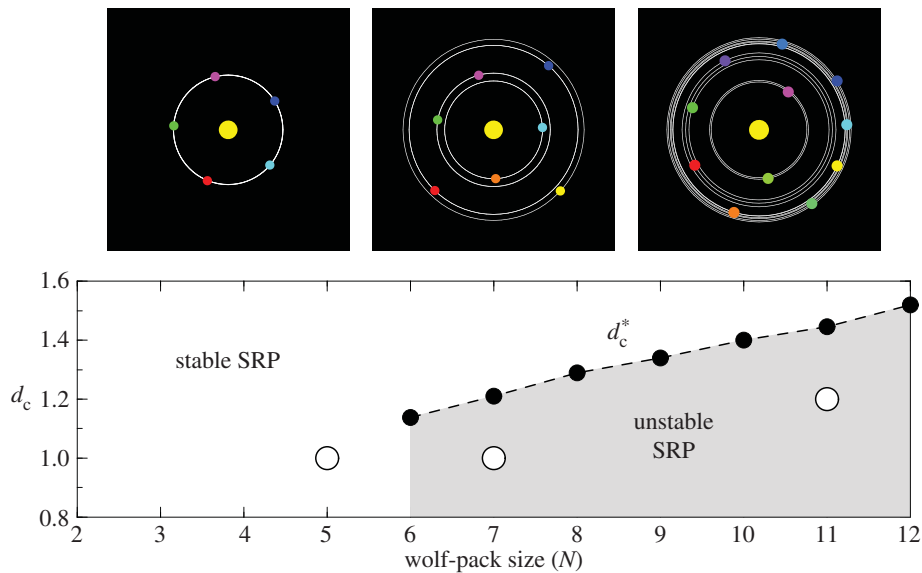 1.6
1.4
1.2
1.0
0.8
d_c
stable SRP
d_c^*
unstable
SRP
2 3 4 5 6 7 8 9 10 11 12
wolf-pack size (N)